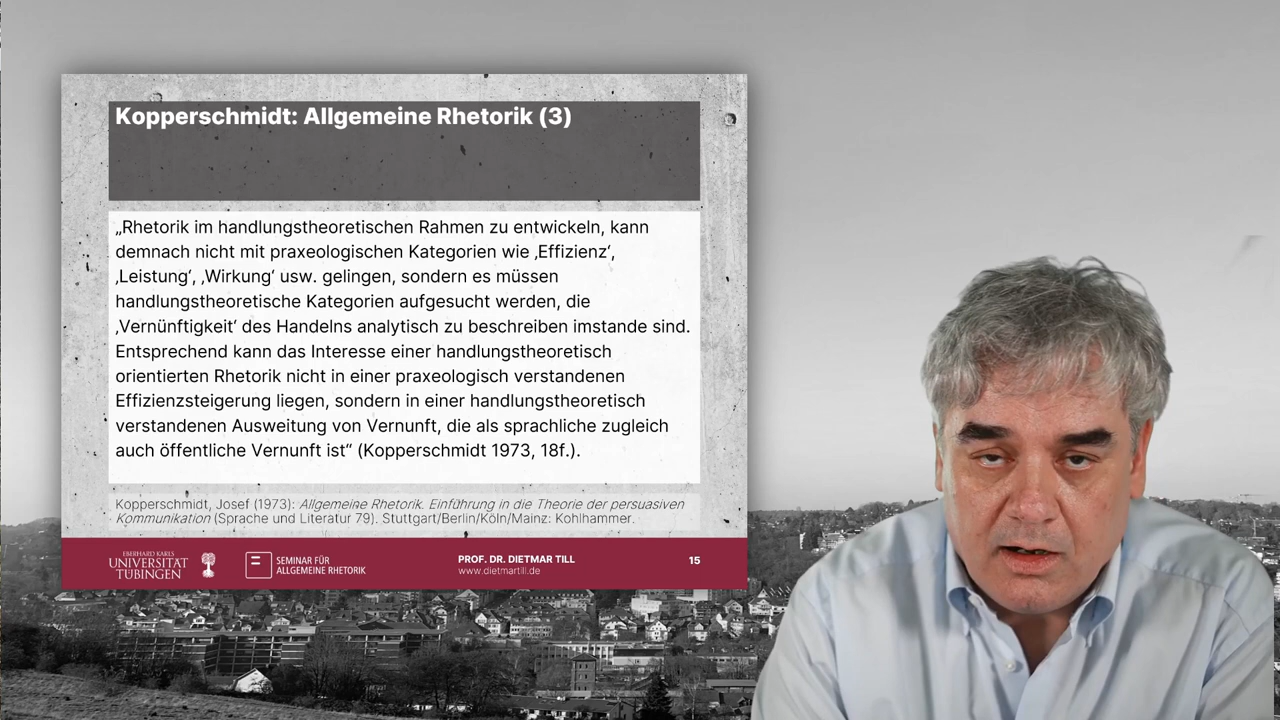 Kopperschmidt: Allgemeine Rhetorik (3)
„Rhetorik im handlungstheoretischen Rahmen zu entwickeln, kann
demnach nicht mit praxeologischen Kategorien wie ‚Effizienz‘,
‚Leistung‘, ‚Wirkung‘ usw. gelingen, sondern es müssen
handlungstheoretische Kategorien aufgesucht werden, die
‚Vernünftigkeit‘ des Handelns analytisch zu beschreiben imstande sind.
Entsprechend kann das Interesse einer handlungstheoretisch
orientierten Rhetorik nicht in einer praxeologisch verstandenen
Effizienzsteigerung liegen, sondern in einer handlungstheoretisch
verstandenen Ausweitung von Vernunft, die als sprachliche zugleich
auch öffentliche Vernunft ist“ (Kopperschmidt 1973, 18f.).
Kopperschmidt, Josef (1973): Allgemeine Rhetorik. Einführung in die Theorie der persuasiven
Kommunikation (Sprache und Literatur 79). Stuttgart/Berlin/Köln/Mainz: Kohlhammer.
EBERHARD KARLS
UNIVERSITÄT
TÜBINGEN
SEMINAR FÜR
ALLGEMEINE RHETORIK
PROF. DR. DIETMAR TILL
www.dietmartill.de
15